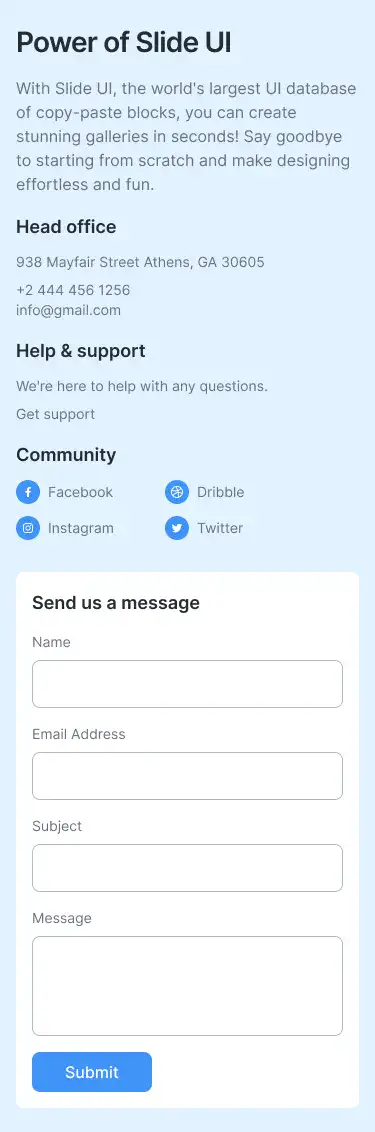 Power of Slide UI
With Slide UI, the world's largest UI database
of copy-paste blocks, you can create
stunning galleries in seconds! Say goodbye
to starting from scratch and make designing
effortless and fun.
Head office
938 Mayfair Street Athens, GA 30605
+2 444 456 1256
info@gmail.com
Help & support
We're here to help with any questions.
Get support
Community
Facebook
Dribble
Instagram
Twitter
Send us a message
Name
Email Address
Subject
Message
Submit